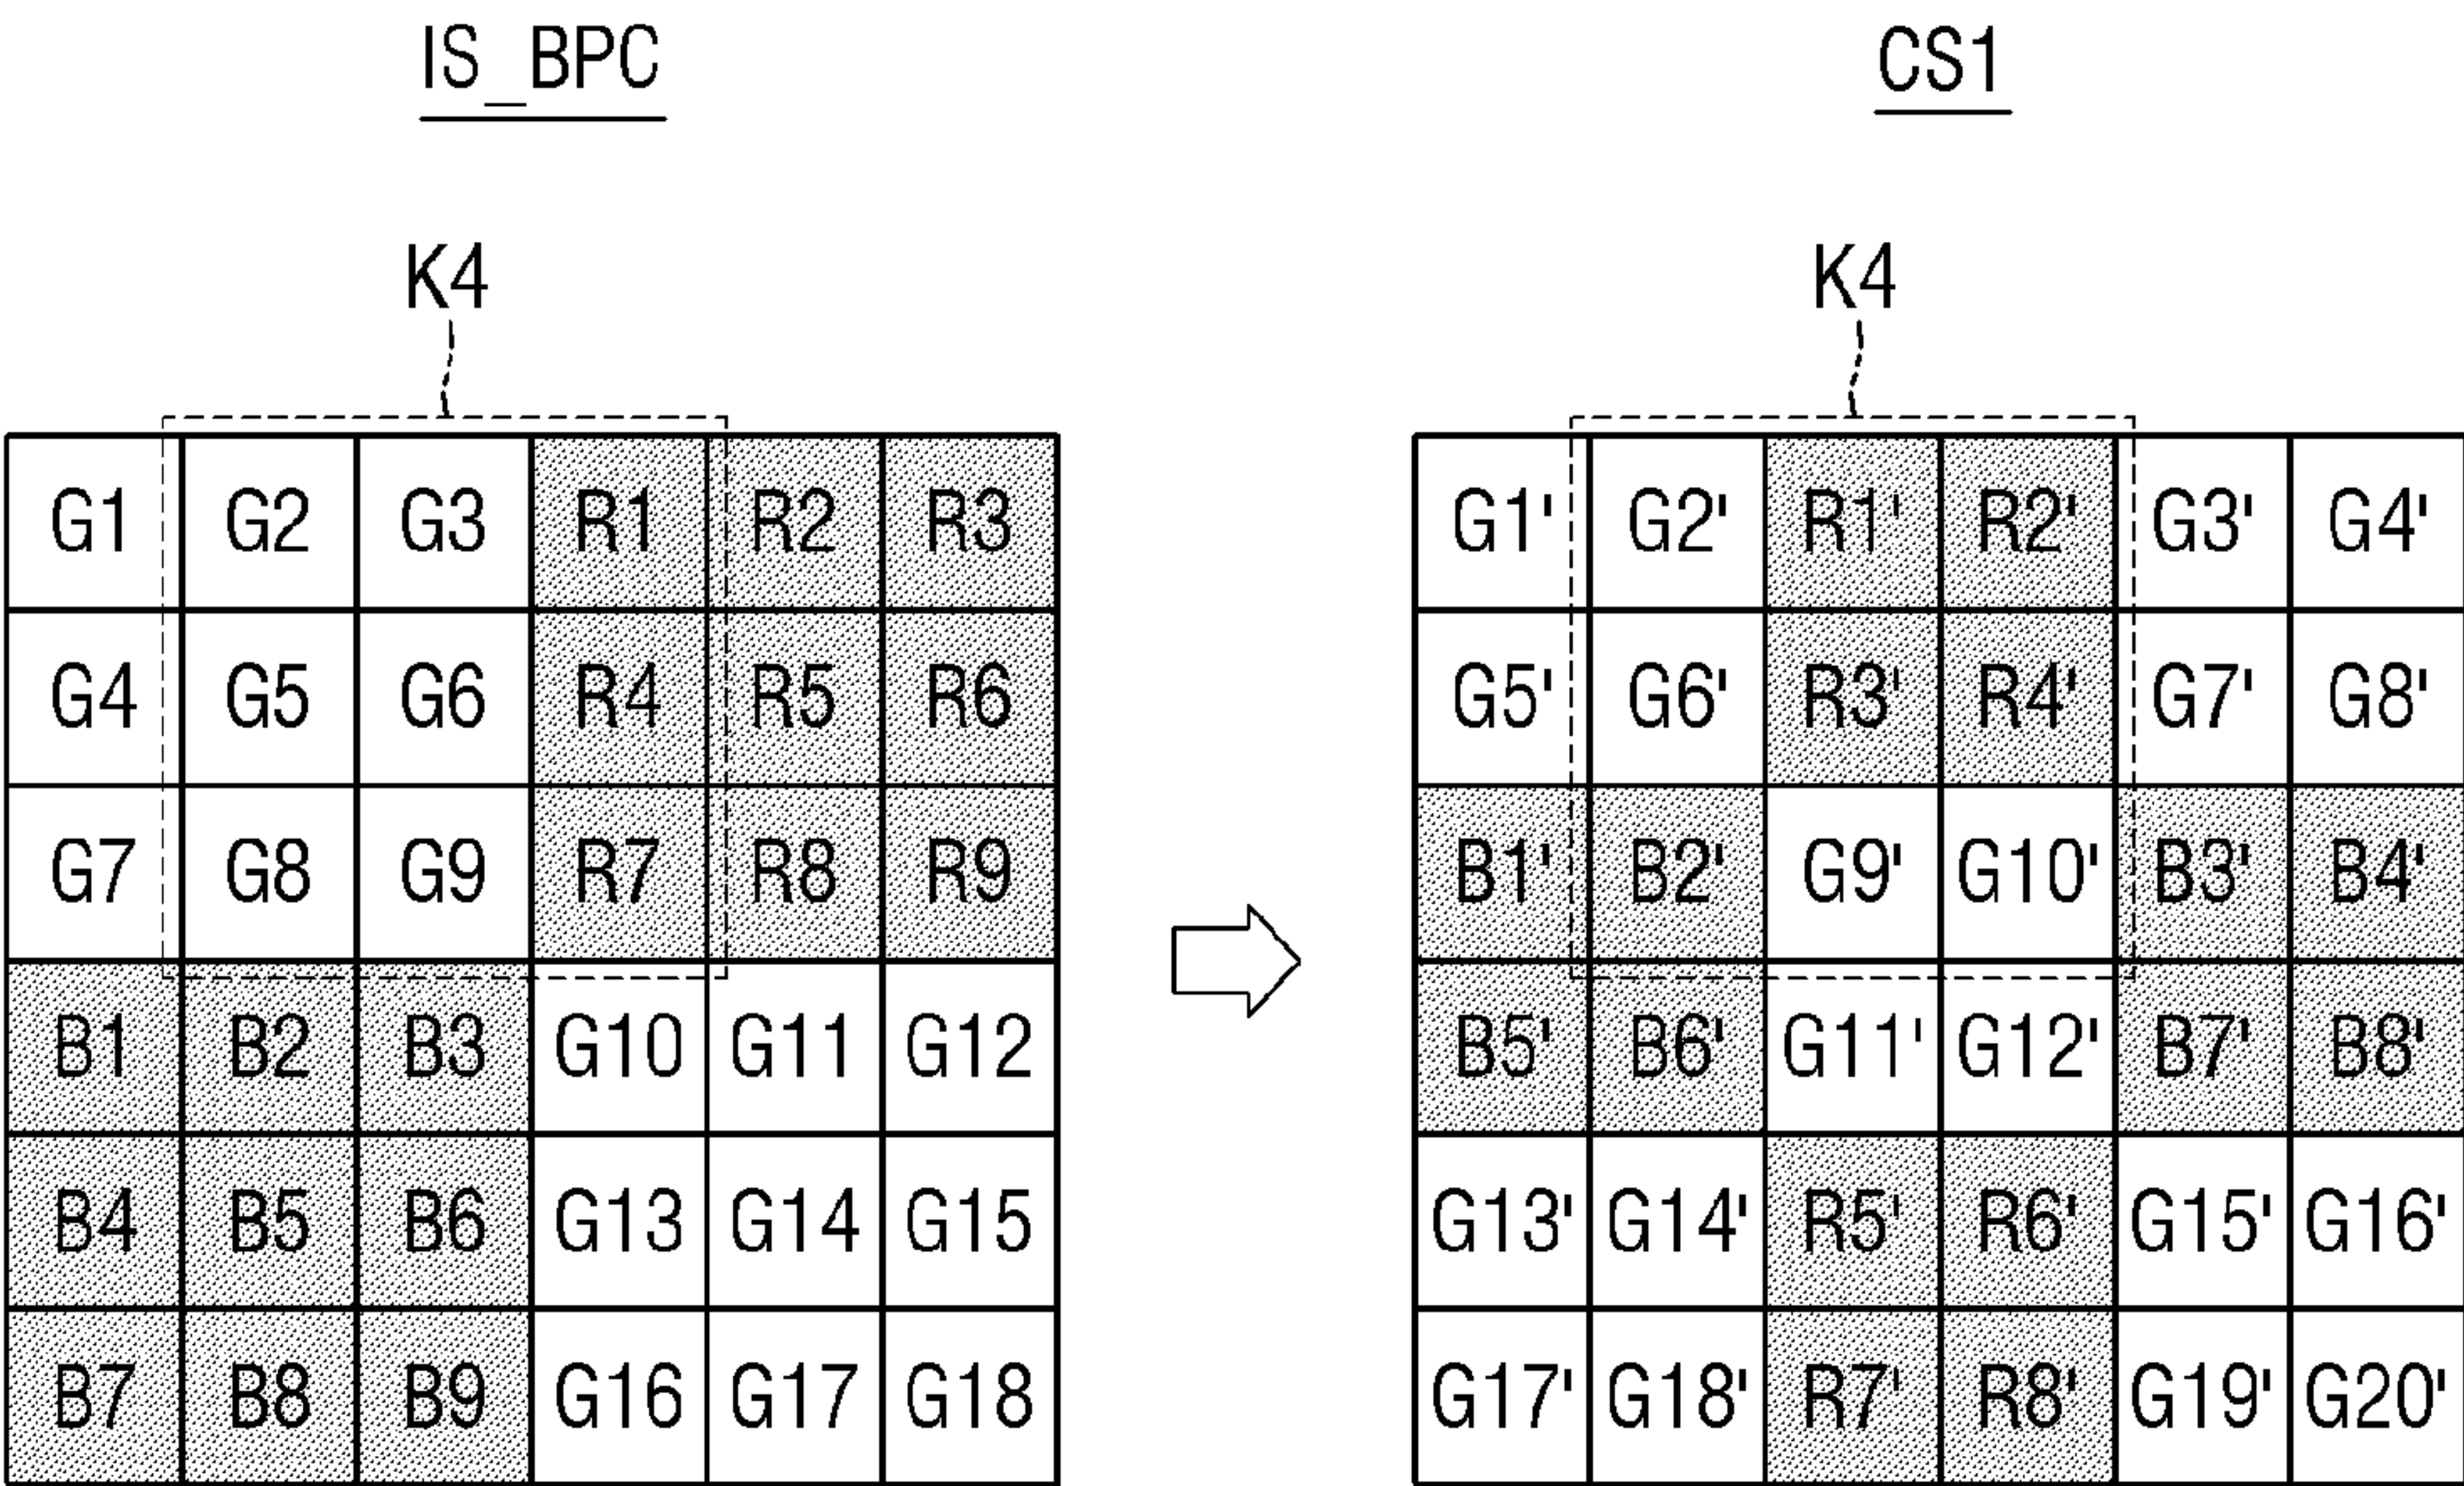 IS_BPC
K4
G1 G2 G3 R1 R2 R3
G4 G5 G6 R4 R5 R6
G7 G8 G9 R7 R8 R9
B1 B2 B3 G10 G11 G12
B4 B5 B6 G13 G14 G15
B7 B8 B9 G16 G17 G18
CS1
K4
G1' G2' R1' R2' G3' G4'
G5' G6' R3' R4' G7' G8'
B1' B2' G9' G10' B3' B4'
B5' B6' G11' G12' B7' B8'
G13' G14' R5' R6' G15' G16'
G17' G18' R7' R8' G19' G20'